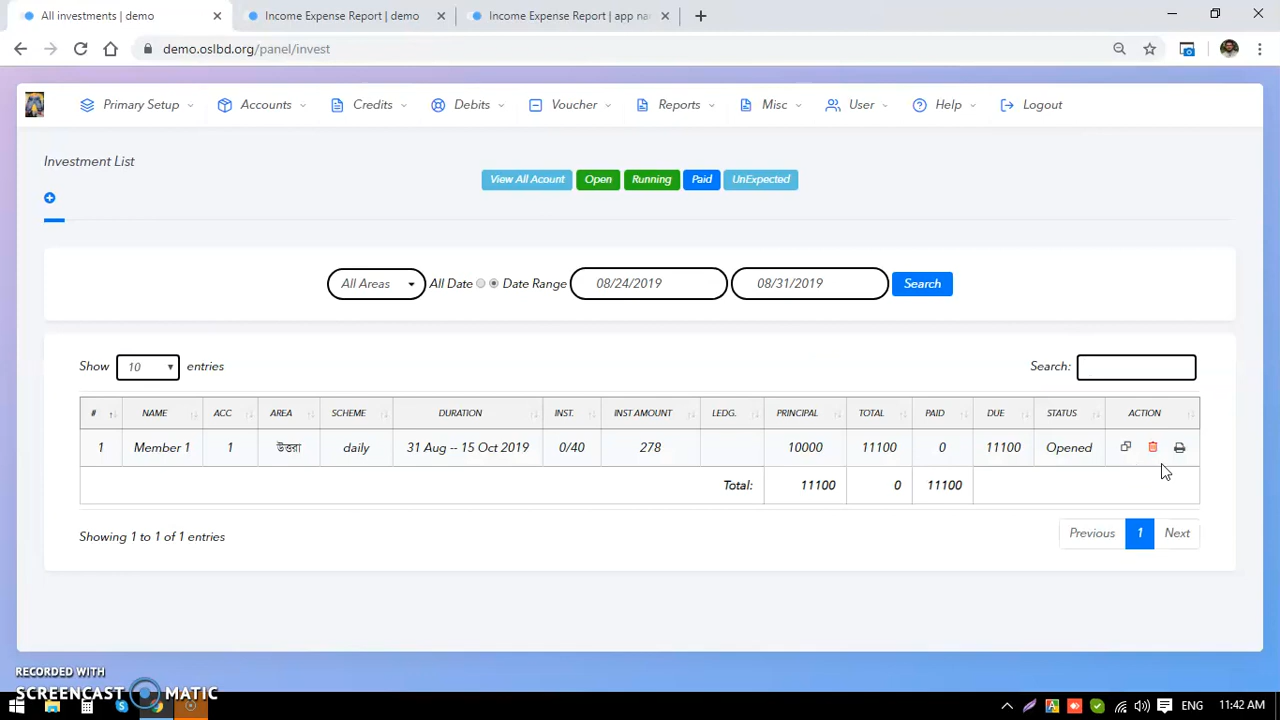 All investments | demo
Income Expense Report | demo
Income Expense Report | app na
demo.oslbd.org/panel/invest
Primary Setup Accounts Credits Debits Voucher Reports Misc User Help Logout
Investment List
View All Acount Open Running Paid UnExpected
All Areas All Date Date Range 08/24/2019 08/31/2019 Search
Show 10 entries Search:
# NAME ACC AREA SCHEME DURATION INST. INST AMOUNT LEDG. PRINCIPAL TOTAL PAID DUE STATUS ACTION
1 Member 1 1 উত্তরা daily 31 Aug -- 15 Oct 2019 0/40 278 10000 11100 0 11100 Opened
Total: 11100 0 11100
Showing 1 to 1 of 1 entries
Previous 1 Next
RECORDED WITH
SCREENCAST MATIC
ENG 11:42 AM